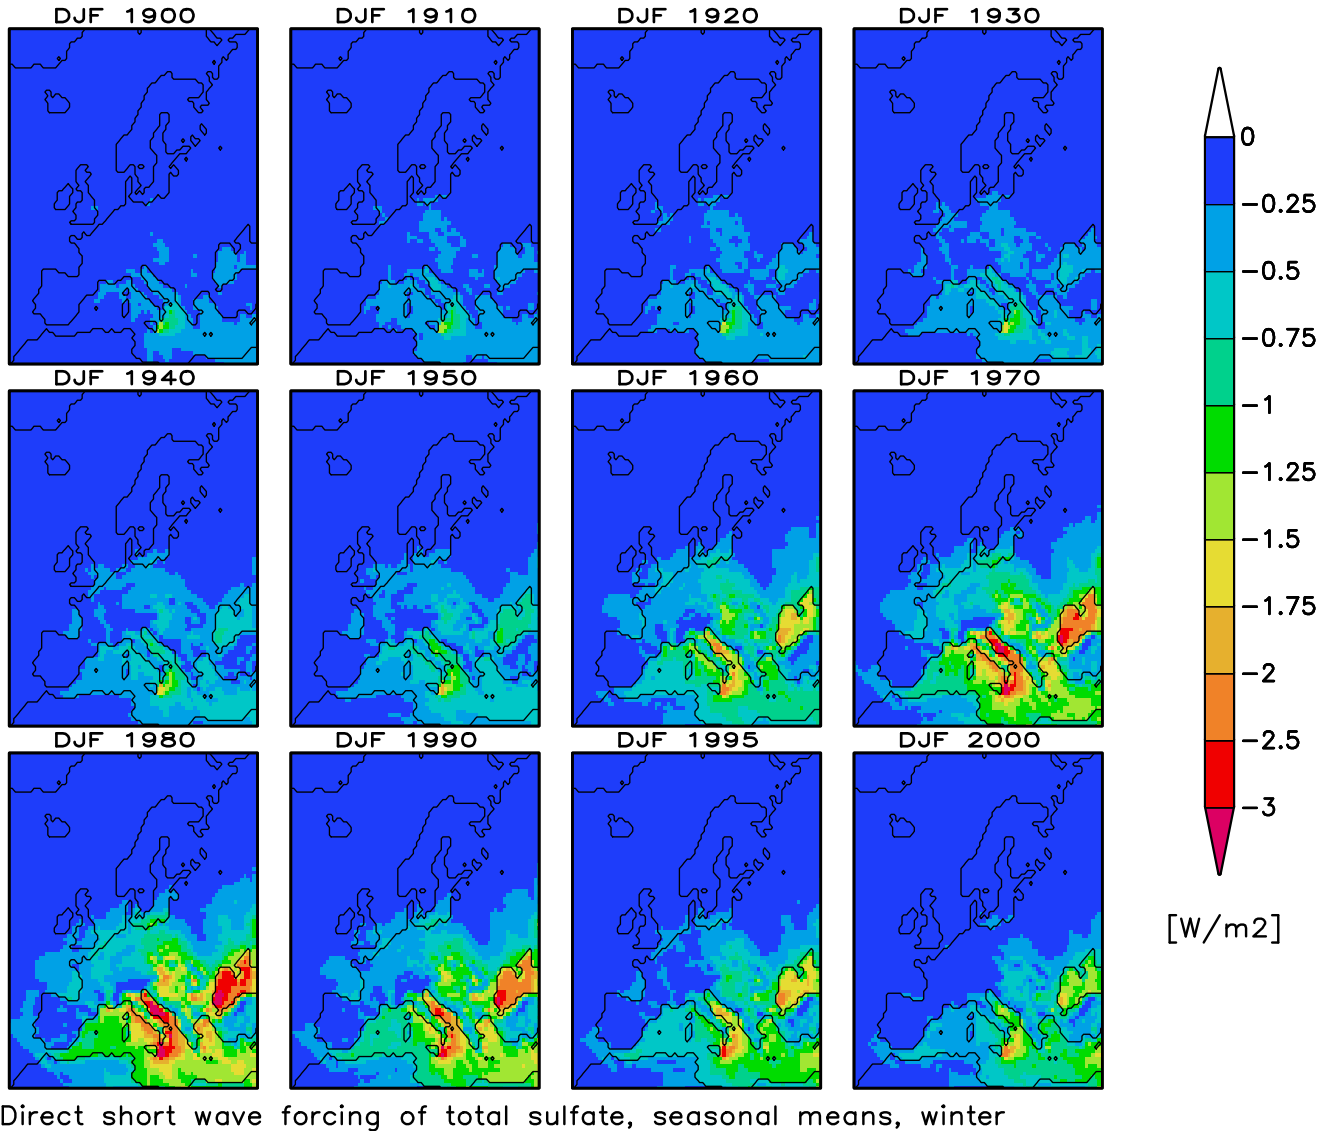 DJF 1900
DJF 1910
DJF 1920
DJF 1930
DJF 1940
DJF 1950
DJF 1960
DJF 1970
DJF 1980
DJF 1990
DJF 1995
DJF 2000
0
−0.25
−0.5
−0.75
−1
−1.25
−1.5
−1.75
−2
−2.5
−3
[W/m2]
Direct short wave forcing of total sulfate, seasonal means, winter